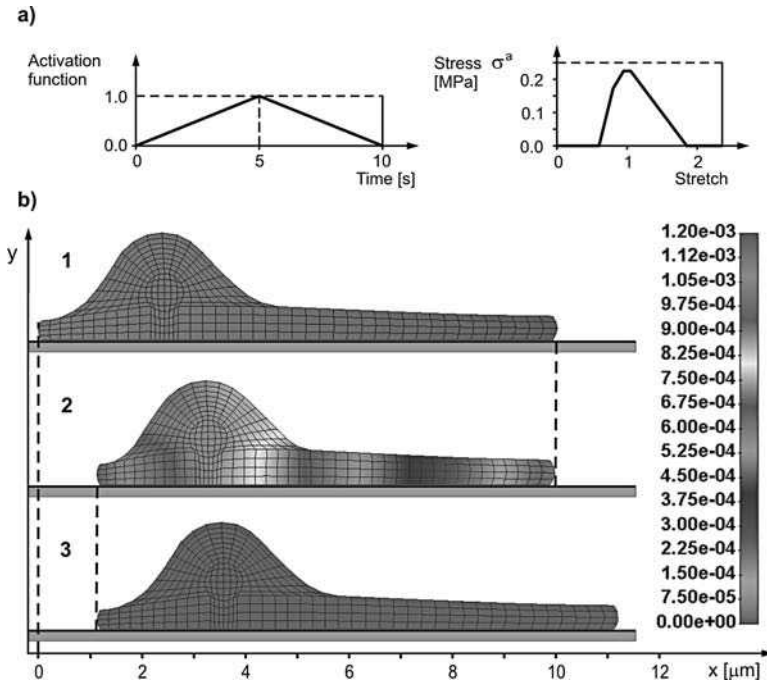 a)
Activation
function
1.0
0.0
0
5
10
Time [s]
Stress σᵃ
[MPa]
0.2
0.1
0.0
0
1
2
Stretch
b)
y
1
2
3
1.20e-03
1.12e-03
1.05e-03
9.75e-04
9.00e-04
8.25e-04
7.50e-04
6.75e-04
6.00e-04
5.25e-04
4.50e-04
3.75e-04
3.00e-04
2.25e-04
1.50e-04
7.50e-05
0.00e+00
0 2 4 6 8 10 12 x [μm]